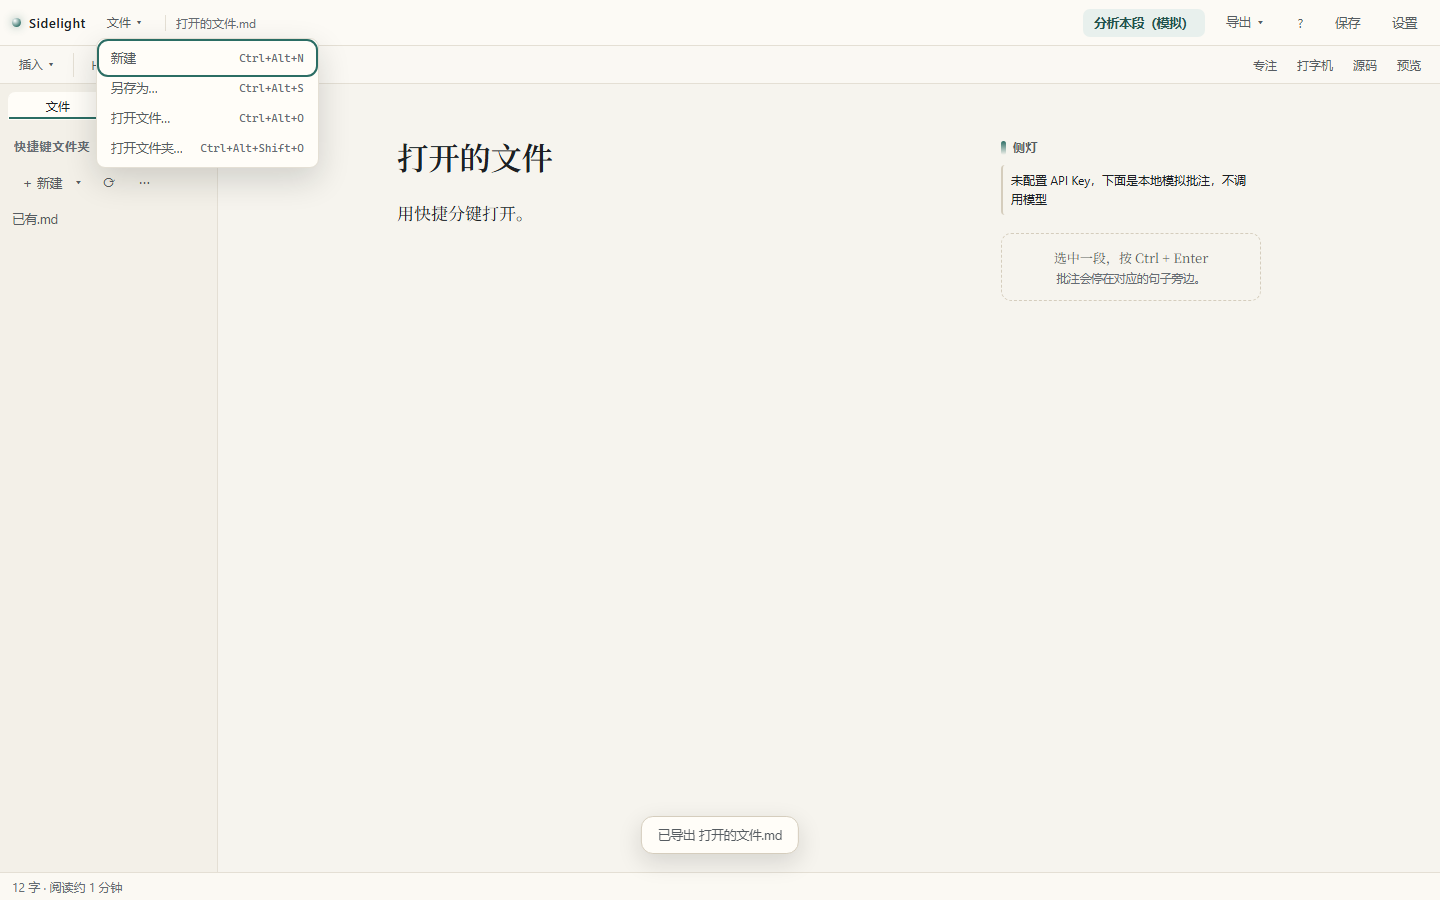 Sidelight 文件 打开的文件.md 分析本段（模拟） 导出 ? 保存 设置
插入 专注 打字机 源码 预览
新建 Ctrl+Alt+N
另存为... Ctrl+Alt+S
打开文件... Ctrl+Alt+O
打开文件夹... Ctrl+Alt+Shift+O
文件
快捷键文件夹
+ 新建 ...
已有.md
打开的文件
用快捷分键打开。
侧灯
未配置 API Key，下面是本地模拟批注，不调
用模型
选中一段，按 Ctrl + Enter
批注会停在对应的句子旁边。
已导出 打开的文件.md
12 字 · 阅读约 1 分钟